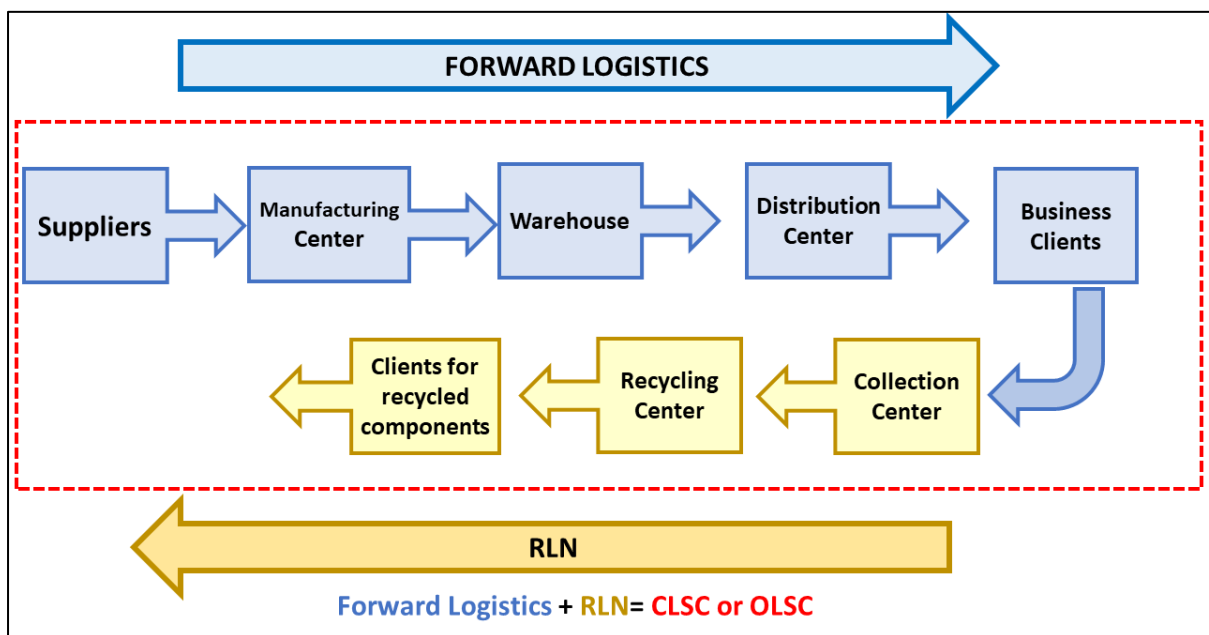 FORWARD LOGISTICS
Suppliers
Manufacturing
Center
Warehouse
Distribution
Center
Business
Clients
Clients for
recycled
components
Recycling
Center
Collection
Center
RLN
Forward Logistics + RLN= CLSC or OLSC